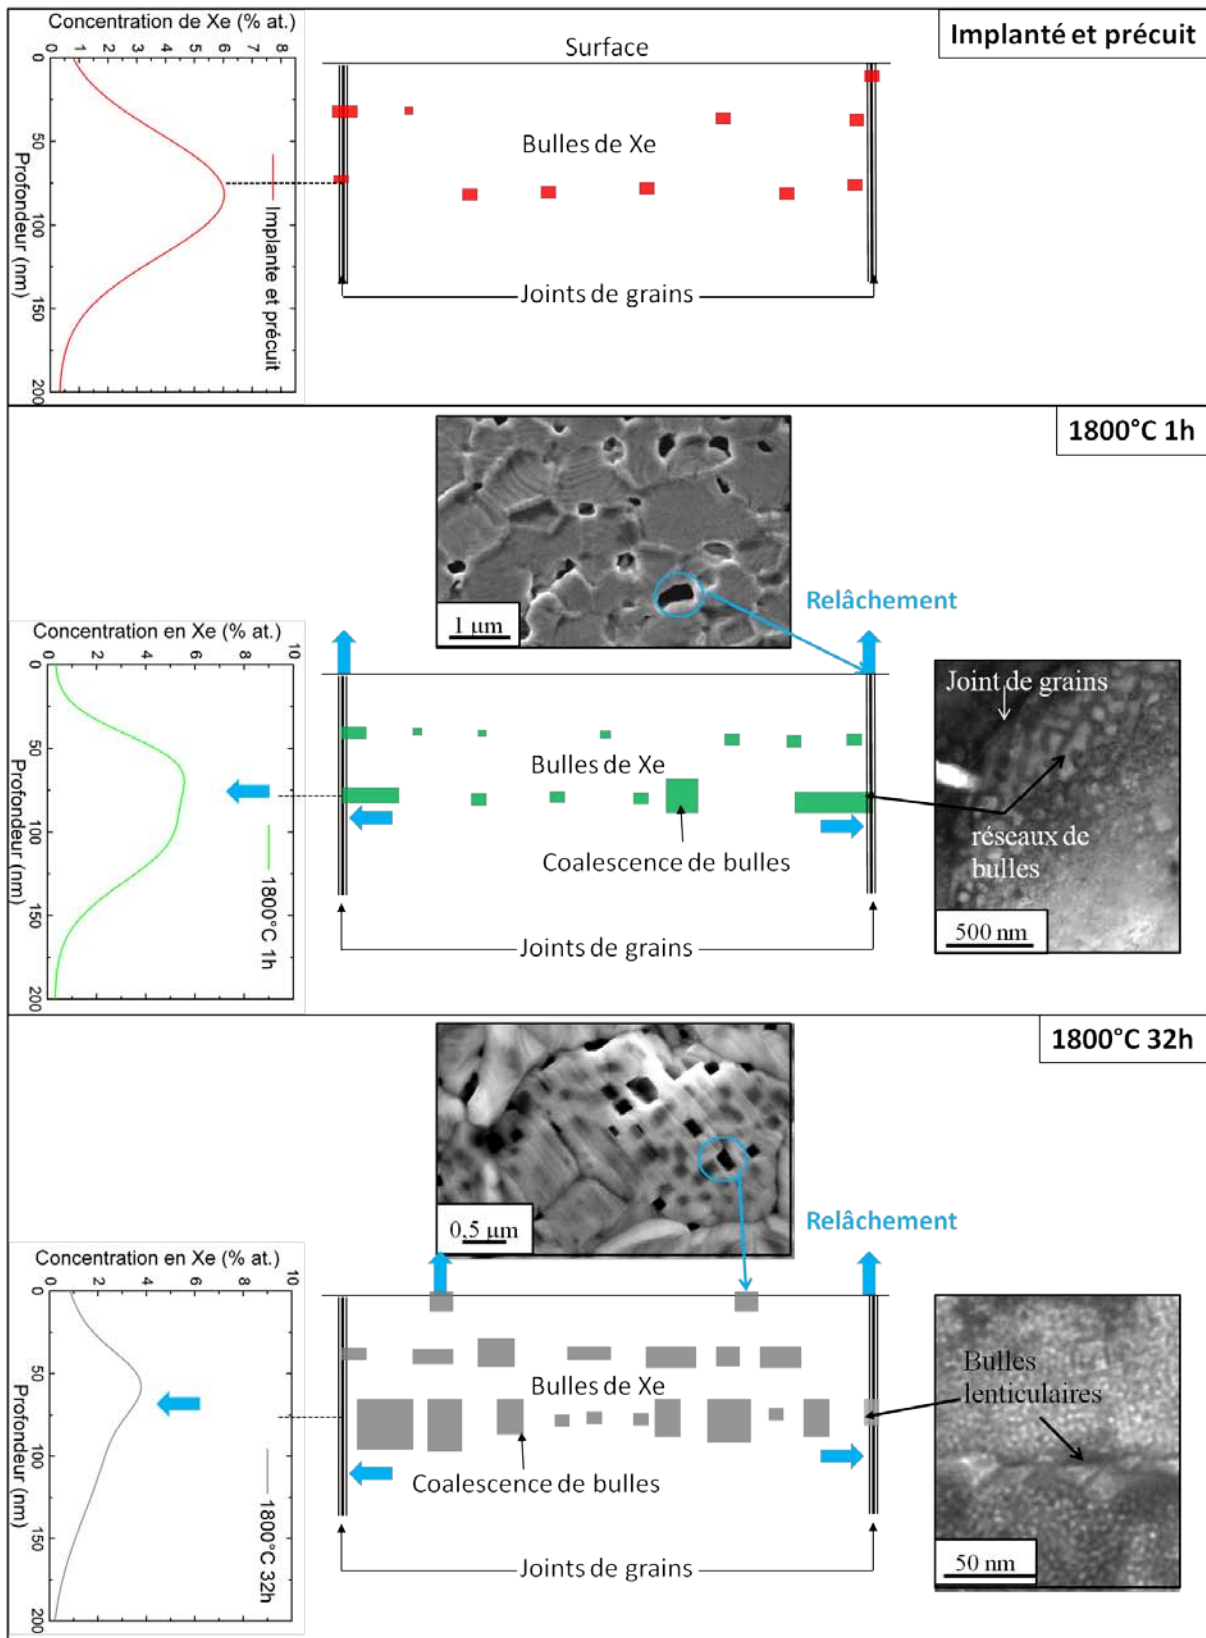 Implanté et précuit
Concentration de Xe (% at.)
0 1 2 3 4 5 6 7 8
0
50
100
150
200
Profondeur (nm)
Implante et précuit
Surface
Bulles de Xe
Joints de grains
1800°C 1h
1 µm
Relâchement
Concentration en Xe (% at.)
0 2 4 6 8 10
0
50
100
150
200
Profondeur (nm)
1800°C 1h
Bulles de Xe
Coalescence de bulles
Joints de grains
Joint de grains
réseaux de
bulles
500 nm
1800°C 32h
0,5 µm
Relâchement
Concentration en Xe (% at.)
0 2 4 6 8 10
0
50
100
150
200
Profondeur (nm)
1800°C 32h
Bulles de Xe
Coalescence de bulles
Joints de grains
Bulles
lenticulaires
50 nm